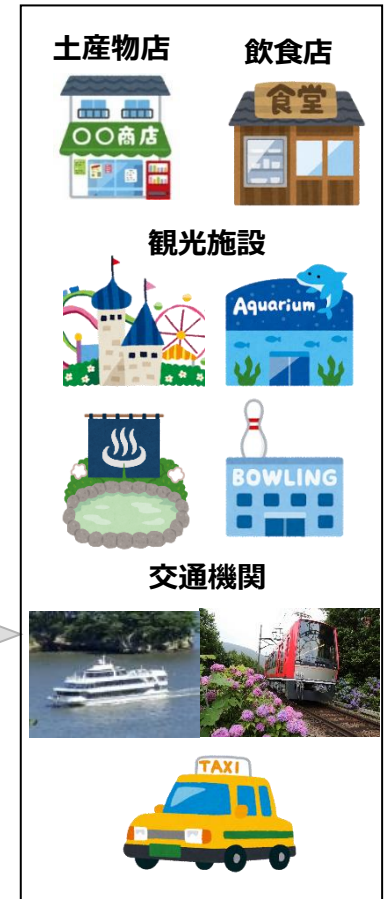 土産物店
飲食店
〇〇商店
食堂
観光施設
Aquarium
BOWLING
交通機関
TAXI